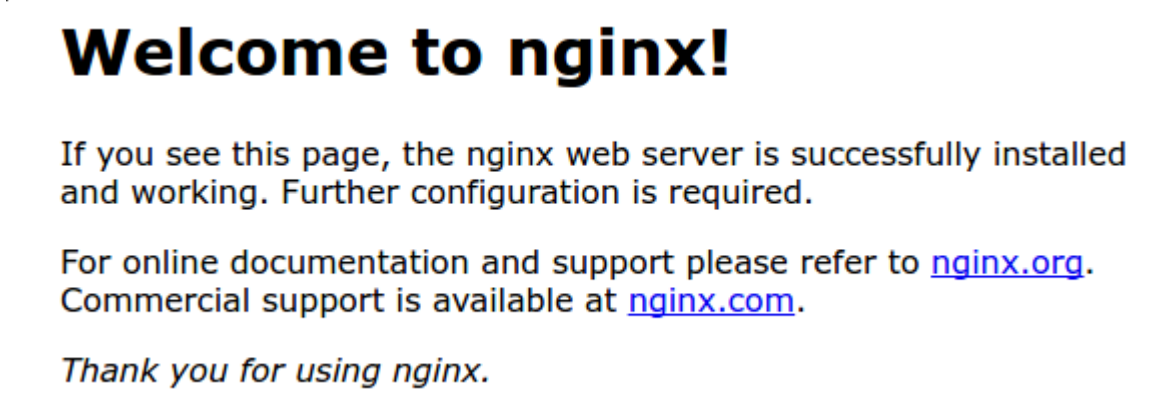 Welcome to nginx!
If you see this page, the nginx web server is successfully installed
and working. Further configuration is required.
For online documentation and support please refer to nginx.org.
Commercial support is available at nginx.com.
Thank you for using nginx.